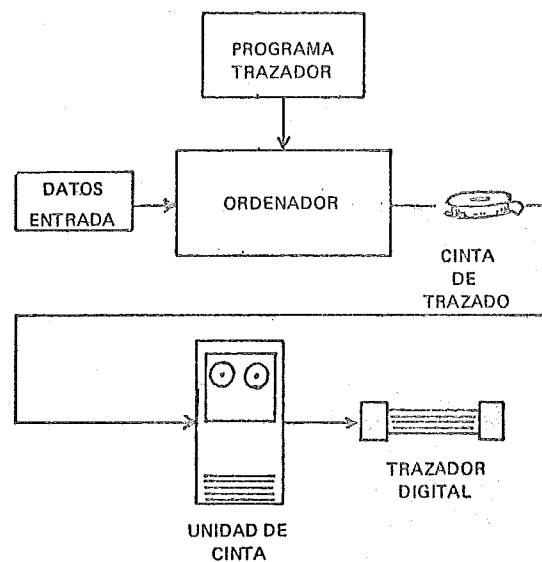 PROGRAMA
TRAZADOR
DATOS
ENTRADA
ORDENADOR
CINTA
DE
TRAZADO
TRAZADOR
DIGITAL
UNIDAD DE
CINTA